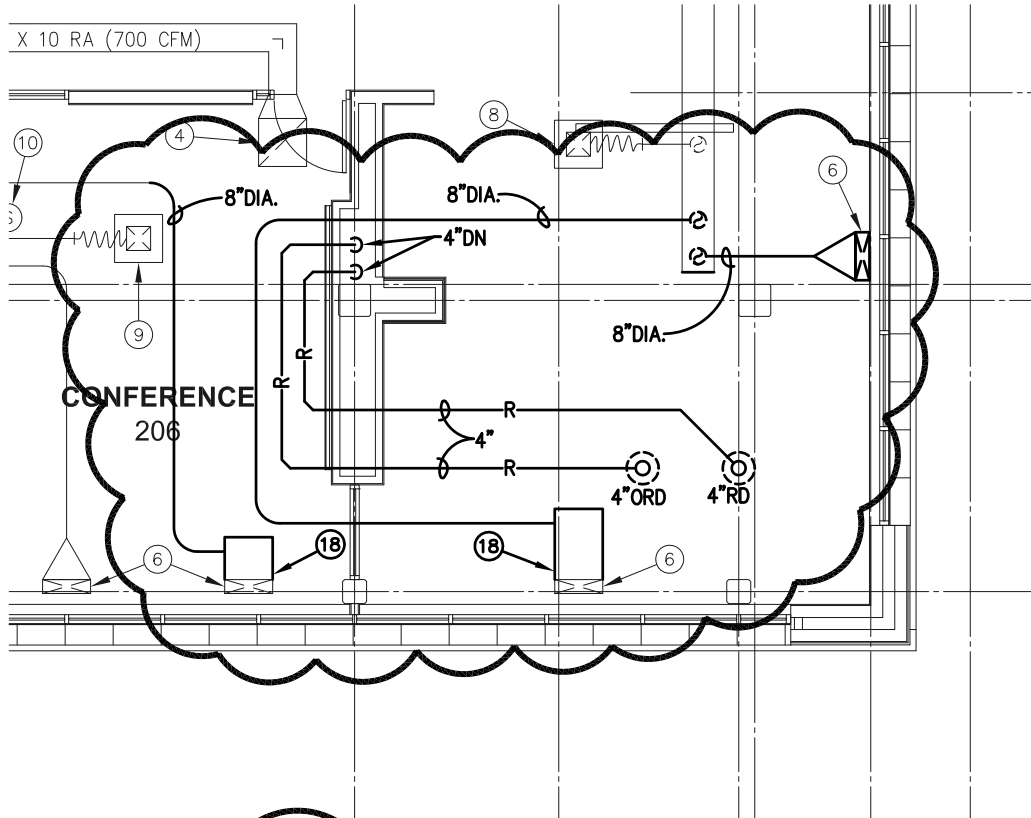 X 10 RA (700 CFM)
8
4
10
6
8"DIA.
8"DIA.
S
4"DN
9
8"DIA.
R
R
CONFERENCE
206
R
4"
R
4"ORD
4"RD
18
18
6
6